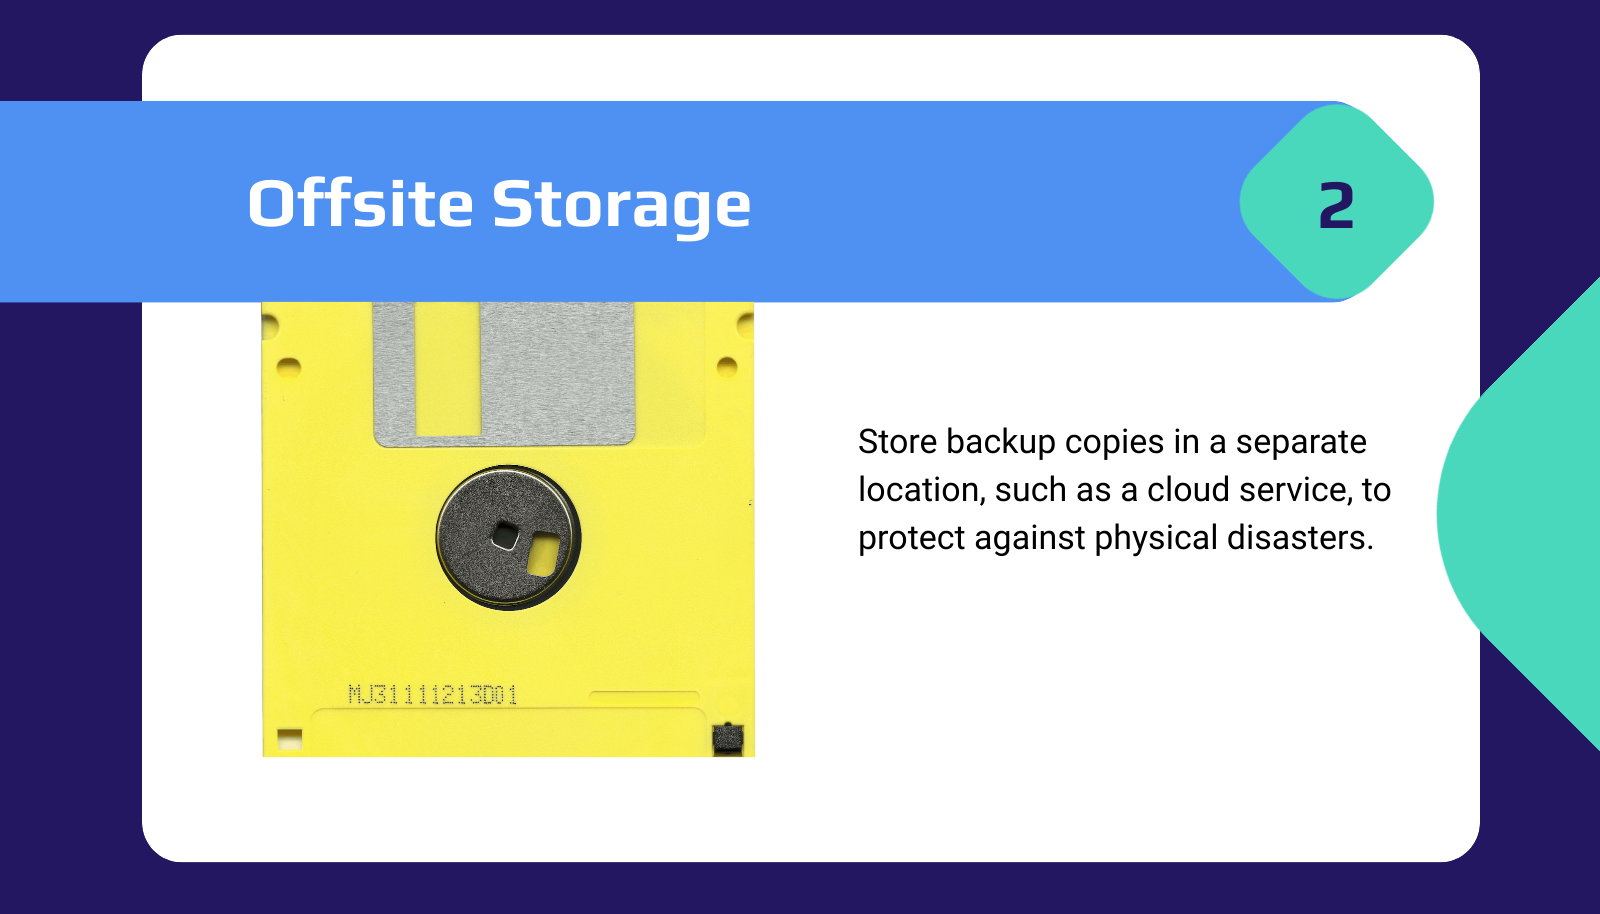 Offsite Storage
2
Store backup copies in a separate
location, such as a cloud service, to
protect against physical disasters.
MJ31111213D01